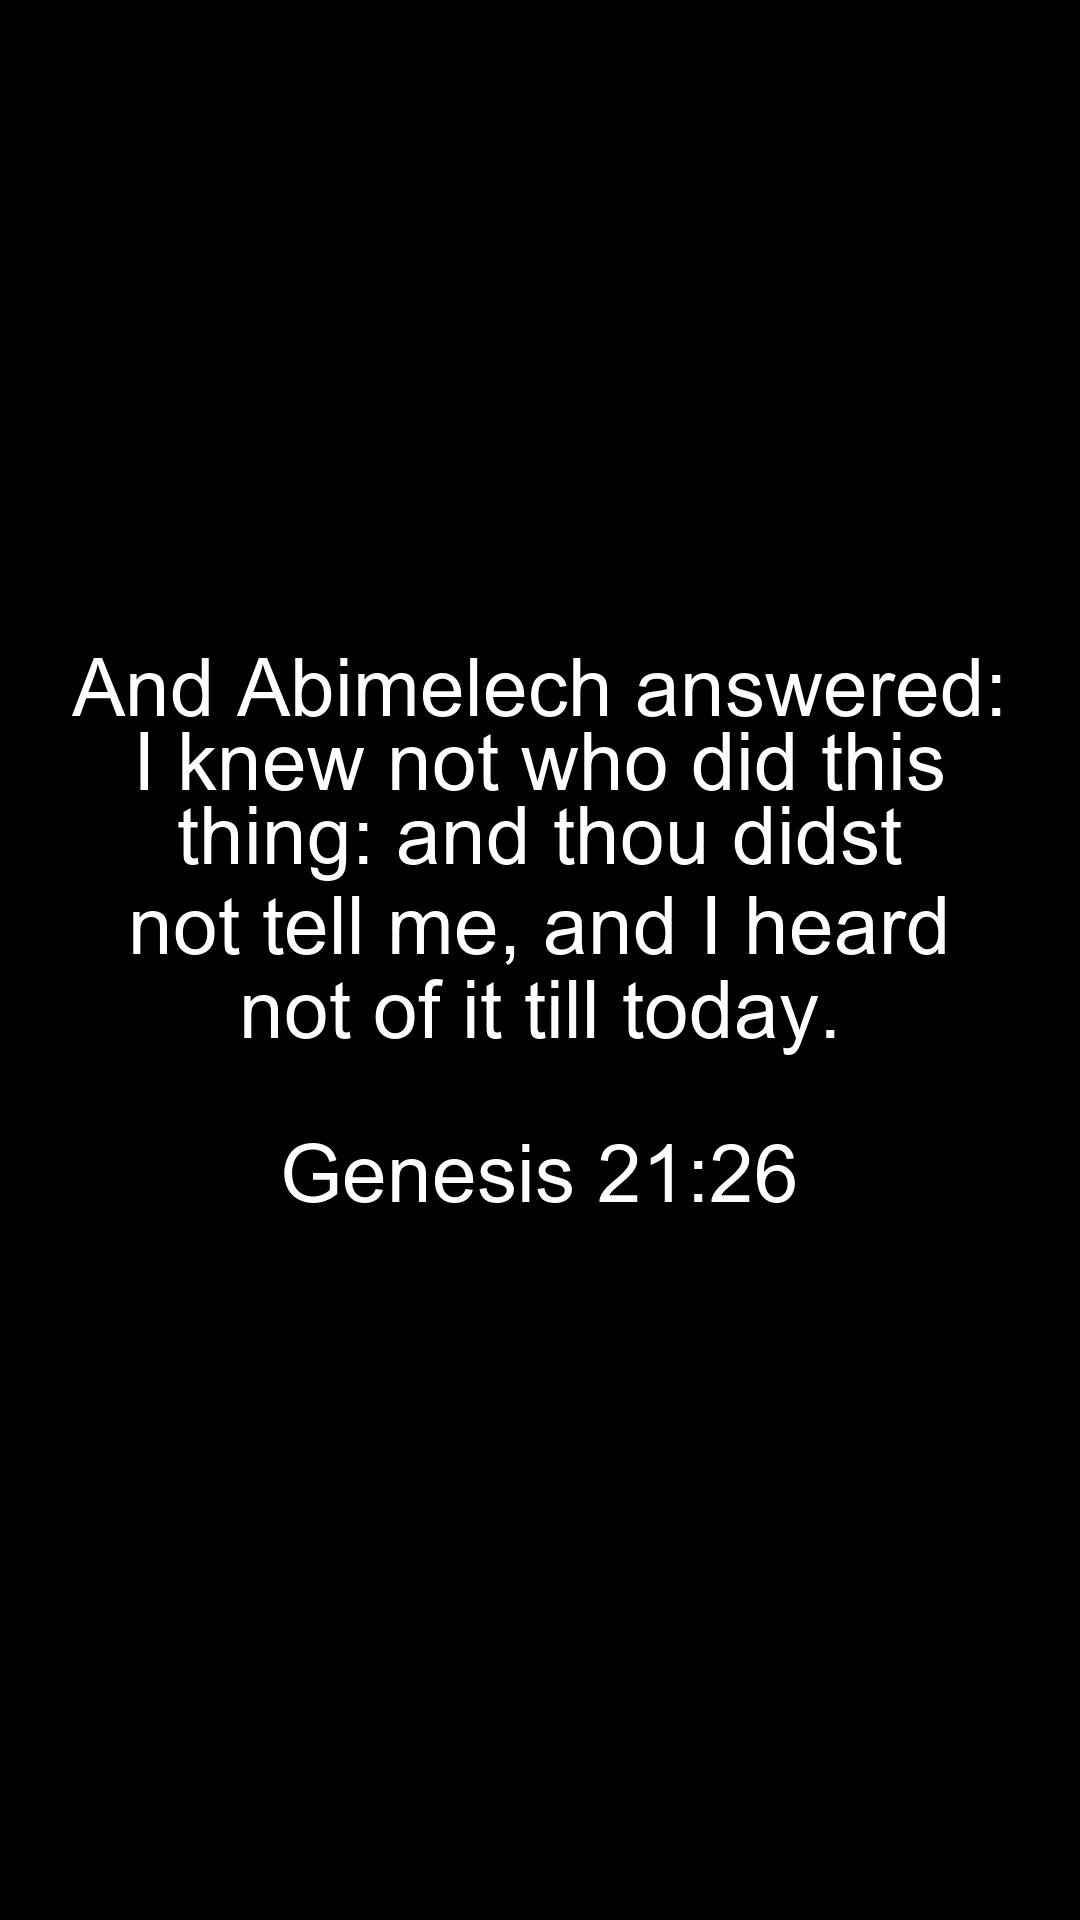 And Abimelech answered:
I knew not who did this
thing: and thou didst
not tell me, and I heard
not of it till today.
Genesis 21:26